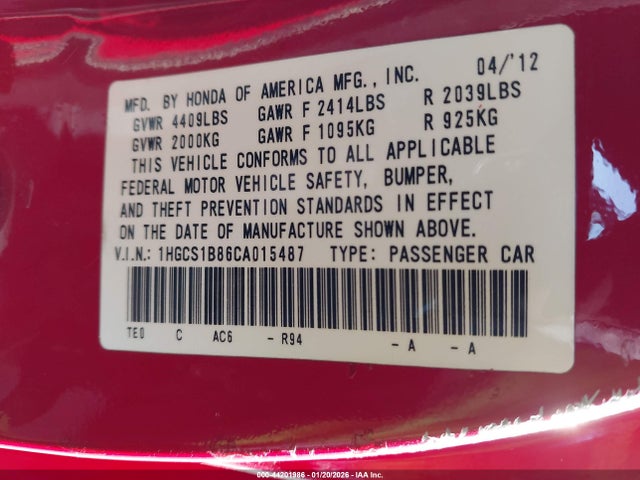 MFD. BY HONDA OF AMERICA MFG., INC. 04/'12
GVWR 4409LBS GAWR F 2414LBS R 2039LBS
GVWR 2000KG GAWR F 1095KG R 925KG
THIS VEHICLE CONFORMS TO ALL APPLICABLE
FEDERAL MOTOR VEHICLE SAFETY, BUMPER,
AND THEFT PREVENTION STANDARDS IN EFFECT
ON THE DATE OF MANUFACTURE SHOWN ABOVE.
V.I.N.: 1HGCS1B86CA015487 TYPE: PASSENGER CAR
TE0 C AC6 - R94 - A - A
000-44201986 - 01/20/2026 - IAA Inc.